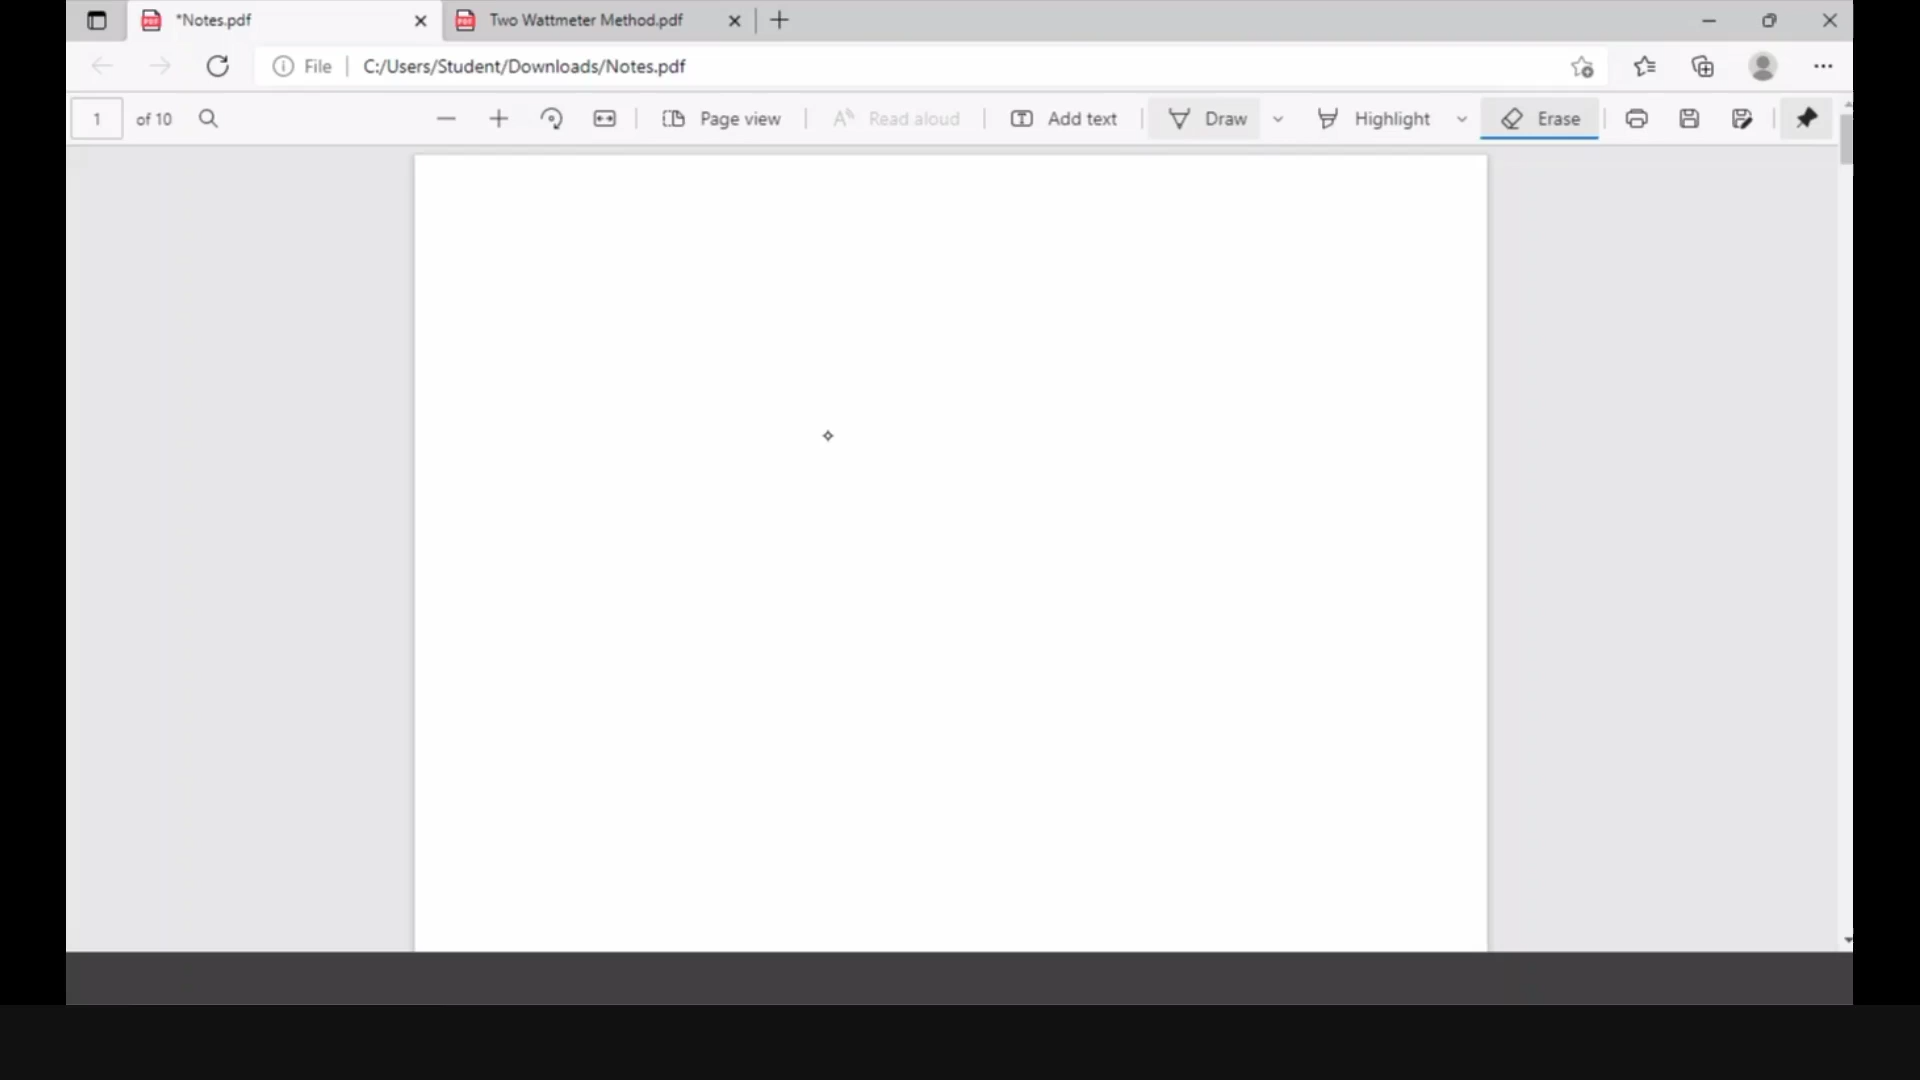 *Notes.pdf
Two Wattmeter Method.pdf
File
C:/Users/Student/Downloads/Notes.pdf
1 of 10
Page view
Read aloud
Add text
Draw
Highlight
Erase